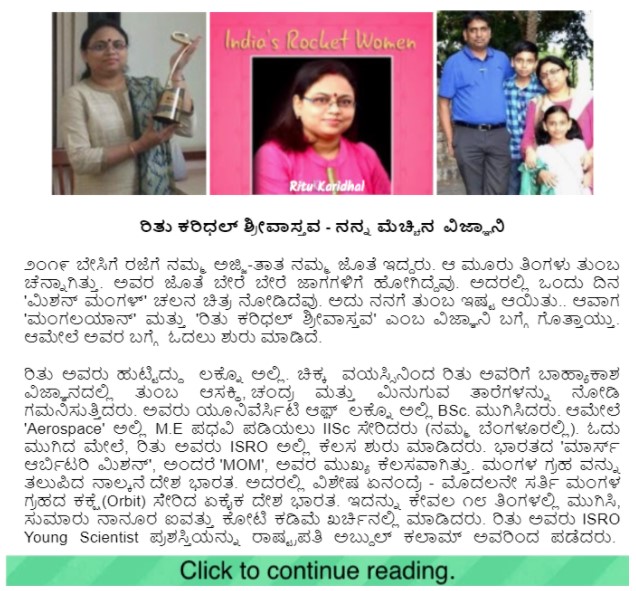 India's Rocket Women
Ritu Karidhal
ರಿತು ಕರಿಧಲ್ ಶ್ರೀವಾಸ್ತವ - ನನ್ನ ಮೆಚ್ಚಿನ ವಿಜ್ಞಾನಿ
೨೦೧೯ ಬೇಸಿಗೆ ರಜೆಗೆ ನಮ್ಮ ಅಜ್ಜಿ-ತಾತ ನಮ್ಮ ಜೊತೆ ಇದ್ದರು. ಆ ಮೂರು ತಿಂಗಳು ತುಂಬ
ಚೆನ್ನಾಗಿತ್ತು. ಅವರ ಜೊತೆ ಬೇರೆ ಬೇರೆ ಜಾಗಗಳಿಗೆ ಹೋಗಿದ್ದೆವು. ಅದರಲ್ಲಿ ಒಂದು ದಿನ
'ಮಿಶನ್ ಮಂಗಳ್' ಚಲನ ಚಿತ್ರ ನೋಡಿದೆವು. ಅದು ನನಗೆ ತುಂಬ ಇಷ್ಟ ಆಯಿತು.. ಆವಾಗ
'ಮಂಗಲಯಾನ್' ಮತ್ತು 'ರಿತು ಕರಿಧಲ್ ಶ್ರೀವಾಸ್ತವ' ಎಂಬ ವಿಜ್ಞಾನಿ ಬಗ್ಗೆ ಗೊತ್ತಾಯ್ತು.
ಆಮೇಲೆ ಅವರ ಬಗ್ಗೆ ಓದಲು ಶುರು ಮಾಡಿದೆ.
ರಿತು ಅವರು ಹುಟ್ಟಿದ್ದು ಲಕ್ನೊ ಅಲ್ಲಿ. ಚಿಕ್ಕ ವಯಸ್ಸಿನಿಂದ ರಿತು ಅವರಿಗೆ ಬಾಹ್ಯಾಕಾಶ
ವಿಜ್ಞಾನದಲ್ಲಿ ತುಂಬ ಆಸಕ್ತಿ. ಚಂದ್ರ ಮತ್ತು ಮಿನುಗುವ ತಾರೆಗಳನ್ನು ನೋಡಿ
ಗಮನಿಸುತ್ತಿದರು. ಅವರು ಯೂನಿವೆರ್ಸಿಟಿ ಆಫ್ಹ್ ಲಕ್ನೊ ಅಲ್ಲಿ BSc. ಮುಗಿಸಿದರು. ಆಮೇಲೆ
'Aerospace' ಅಲ್ಲಿ M.E ಪಧವಿ ಪಡಿಯಲು IISc ಸೇರಿದರು (ನಮ್ಮ ಬೆಂಗಳೂರಲ್ಲಿ). ಓದು
ಮುಗಿದ ಮೇಲೆ, ರಿತು ಅವರು ISRO ಅಲ್ಲಿ ಕೆಲಸ ಶುರು ಮಾಡಿದರು. ಭಾರತದ 'ಮಾರ್ಸ್
ಆರ್ಬಿಟರಿ ಮಿಶನ್', ಅಂದರೆ 'MOM', ಅವರ ಮುಖ್ಯ ಕೆಲಸವಾಗಿತ್ತು. ಮಂಗಳ ಗ್ರಹ ವನ್ನು
ತಲುಪಿದ ನಾಲ್ಕನೆ ದೇಶ ಭಾರತ. ಅದರಲ್ಲಿ ವಿಶೇಷ ಏನಂದ್ರೆ - ಮೊದಲನೇ ಸರ್ತಿ ಮಂಗಳ
ಗ್ರಹದ ಕಕ್ಷೆ (Orbit) ಸೇರಿದ ಏಕೈಕ ದೇಶ ಭಾರತ. ಇದನ್ನು ಕೇವಲ ೧೮ ತಿಂಗಳಲ್ಲಿ ಮುಗಿಸಿ,
ಸುಮಾರು ನಾನೂರ ಐವತ್ತು ಕೋಟಿ ಕಡಿಮೆ ಖರ್ಚಿನಲ್ಲಿ ಮಾಡಿದರು. ರಿತು ಅವರು ISRO
Young Scientist ಪ್ರಶಸ್ತಿಯನ್ನು ರಾಷ್ಟ್ರಪತಿ ಅಬ್ದುಲ್ ಕಲಾಮ್ ಅವರಿಂದ ಪಡೆದರು.
Click to continue reading.